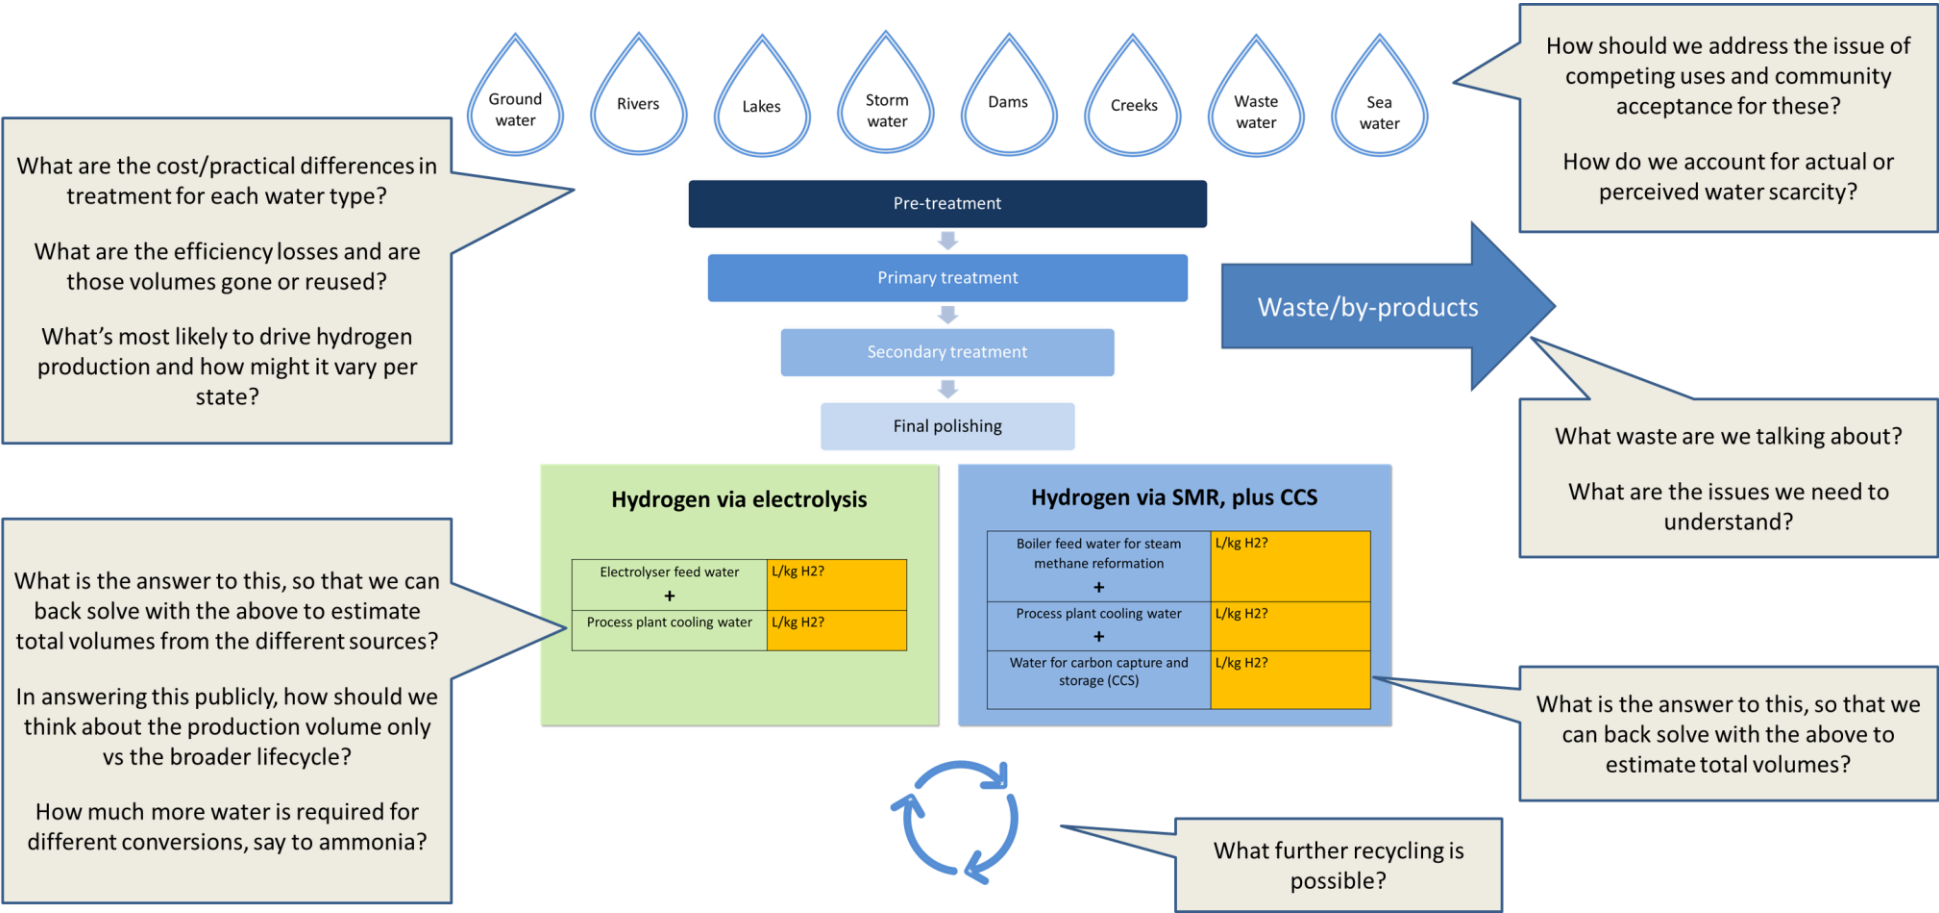 Ground
water
Rivers
Lakes
Storm
water
Dams
Creeks
Waste
water
Sea
water
How should we address the issue of
competing uses and community
acceptance for these?
How do we account for actual or
perceived water scarcity?
What are the cost/practical differences in
treatment for each water type?
What are the efficiency losses and are
those volumes gone or reused?
What’s most likely to drive hydrogen
production and how might it vary per
state?
Pre-treatment
Primary treatment
Secondary treatment
Final polishing
Waste/by-products
What waste are we talking about?
What are the issues we need to
understand?
Hydrogen via electrolysis
Electrolyser feed water
+
L/kg H2?
Process plant cooling water
L/kg H2?
Hydrogen via SMR, plus CCS
Boiler feed water for steam
methane reformation
+
L/kg H2?
Process plant cooling water
+
L/kg H2?
Water for carbon capture and
storage (CCS)
L/kg H2?
What is the answer to this, so that we can
back solve with the above to estimate
total volumes from the different sources?
In answering this publicly, how should we
think about the production volume only
vs the broader lifecycle?
How much more water is required for
different conversions, say to ammonia?
What is the answer to this, so that we
can back solve with the above to
estimate total volumes?
What further recycling is
possible?